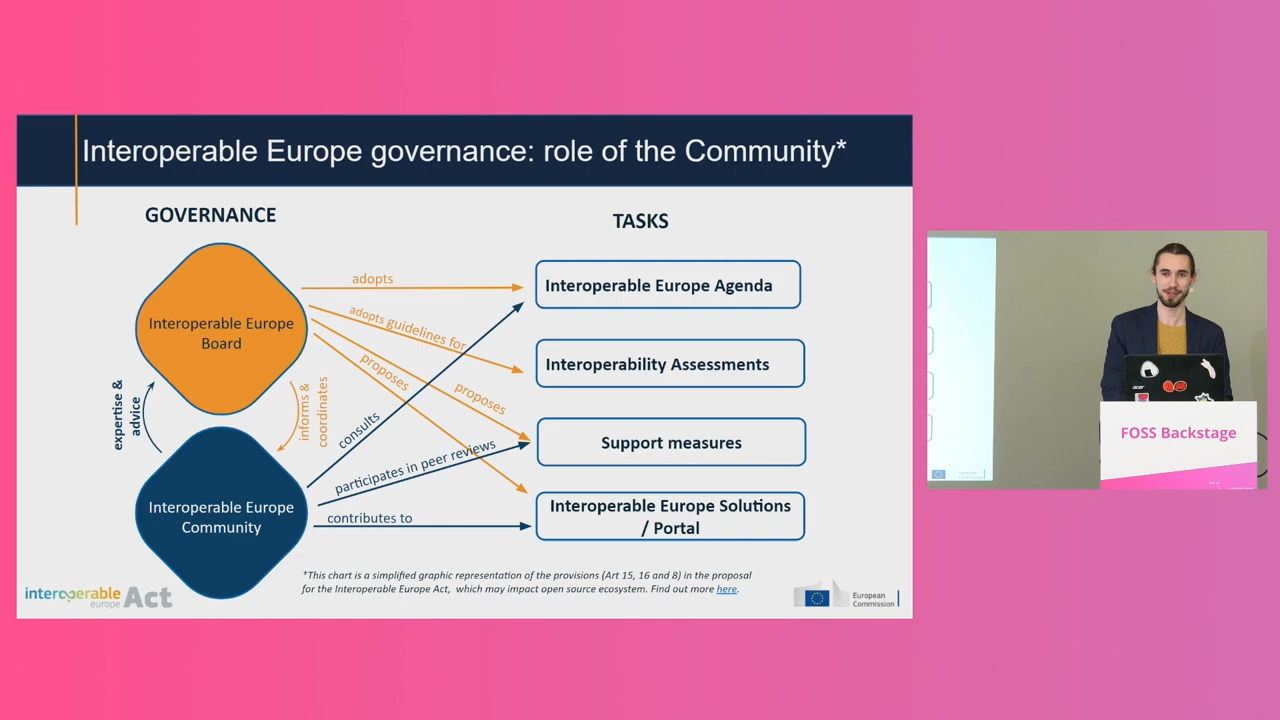 Interoperable Europe governance: role of the Community*
GOVERNANCE
TASKS
Interoperable Europe
Board
expertise &
advice
informs &
coordinates
Interoperable Europe
Community
adopts
adopts guidelines for
proposes
proposes
consults
participates in peer reviews
contributes to
Interoperable Europe Agenda
Interoperability Assessments
Support measures
Interoperable Europe Solutions
/ Portal
*This chart is a simplified graphic representation of the provisions (Art 15, 16 and 8) in the proposal
for the Interoperable Europe Act, which may impact open source ecosystem. Find out more here.
interoperable
europe
Act
European
Commission
acer
FOSS Backstage